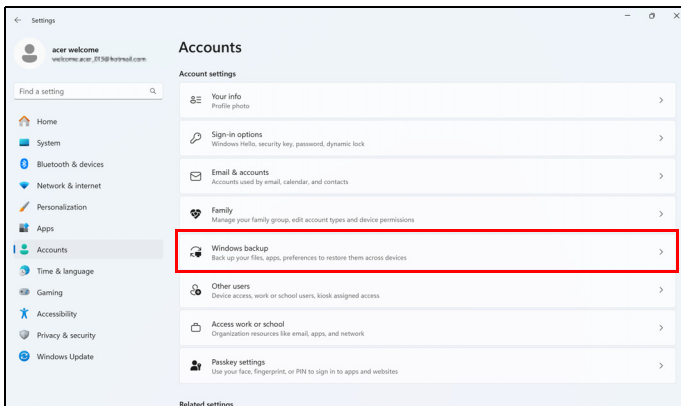 Settings
acer welcome
Accounts
Account settings
Find a setting
Home
System
Bluetooth & devices
Network & internet
Personalization
Apps
Accounts
Time & language
Gaming
Accessibility
Privacy & security
Windows Update
Your info
Profile photo
Sign-in options
Windows Hello, security key, password, dynamic lock
Email & accounts
Accounts used by email, calendar, and contacts
Family
Manage your family group, edit account types and device permissions
Windows backup
Back up your files, apps, preferences to restore them across devices
Other users
Device access, work or school users, kiosk assigned access
Access work or school
Organization resources like email, apps, and network
Passkey settings
Use your face, fingerprint, or PIN to sign in to apps and websites
Related settings